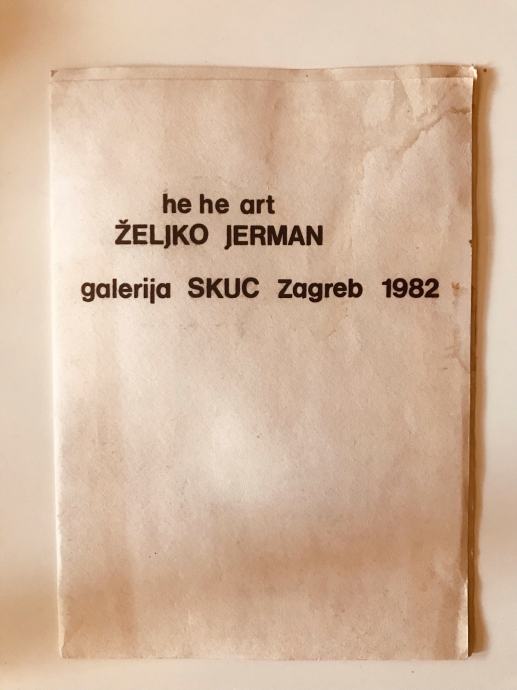 he he art
ŽELJKO JERMAN
galerija SKUC Zagreb 1982